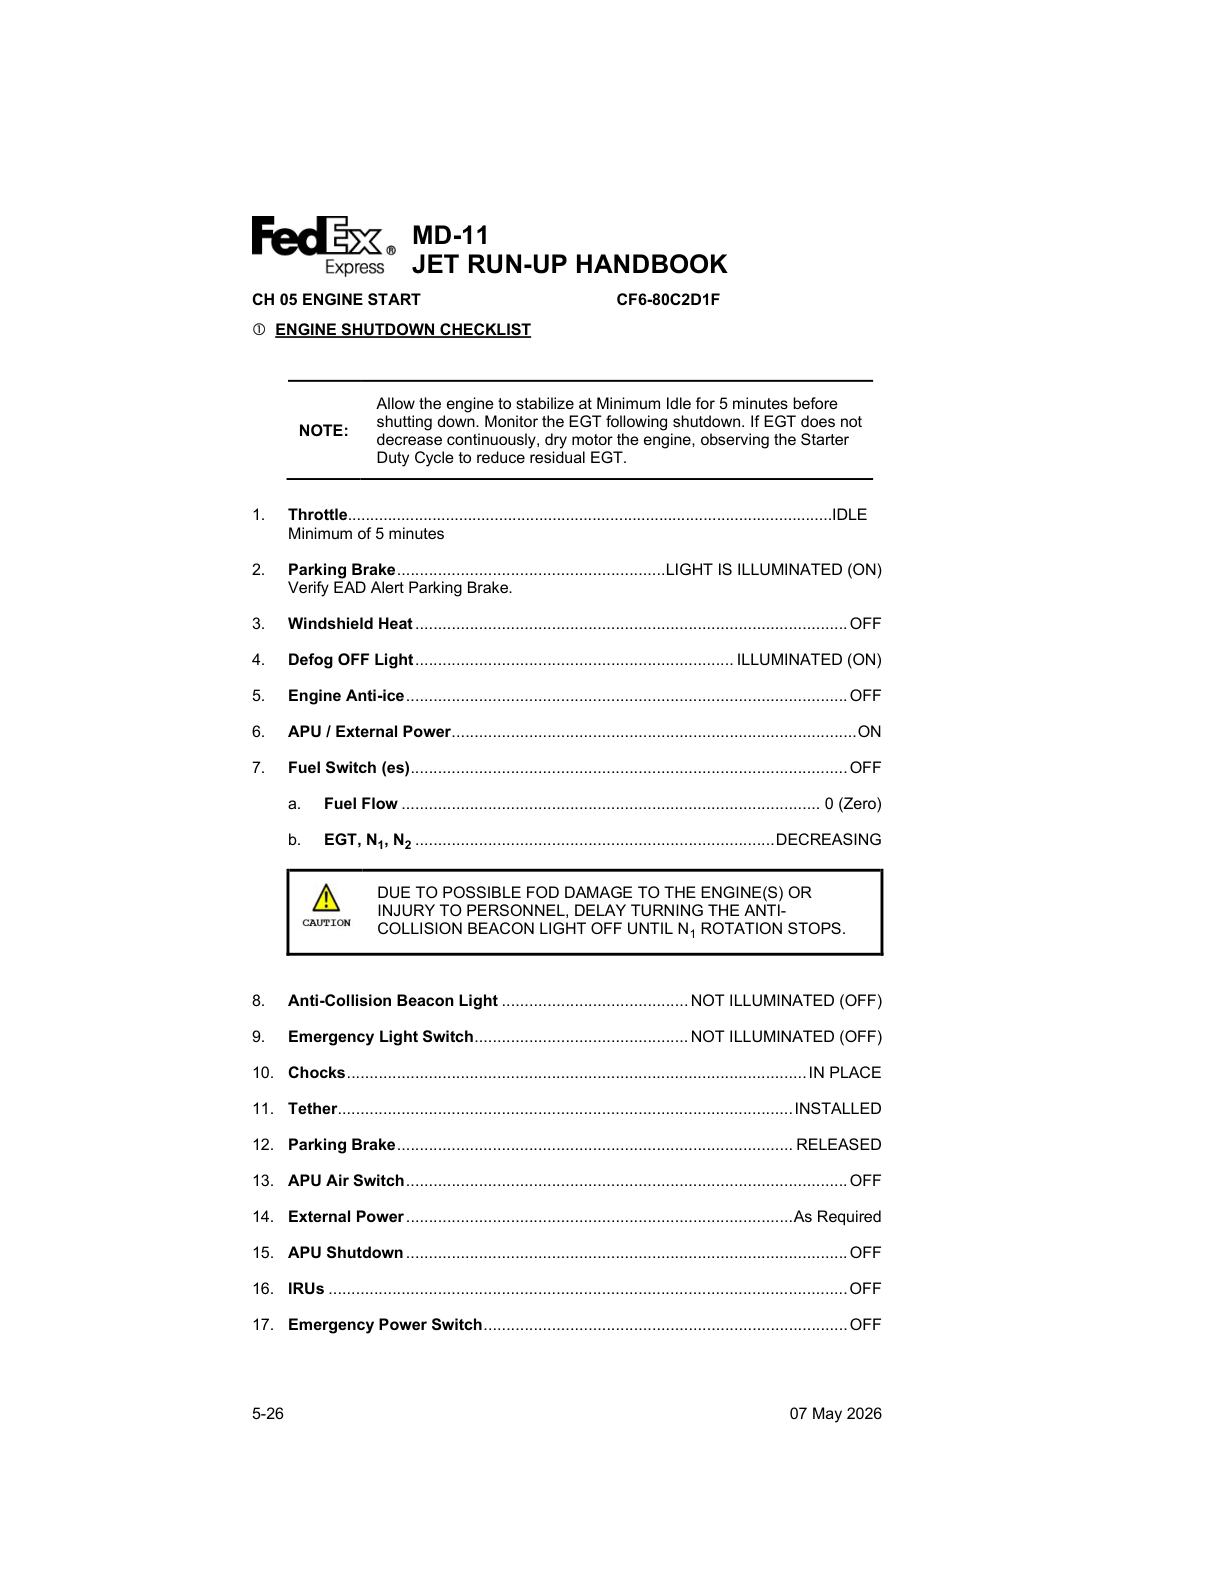 FedEx ® Express
MD-11
JET RUN-UP HANDBOOK
CH 05 ENGINE START CF6-80C2D1F
① ENGINE SHUTDOWN CHECKLIST
NOTE:
Allow the engine to stabilize at Minimum Idle for 5 minutes before
shutting down. Monitor the EGT following shutdown. If EGT does not
decrease continuously, dry motor the engine, observing the Starter
Duty Cycle to reduce residual EGT.
1. Throttle.............................................................................................................IDLE
Minimum of 5 minutes
2. Parking Brake............................................................LIGHT IS ILLUMINATED (ON)
Verify EAD Alert Parking Brake.
3. Windshield Heat................................................................................................OFF
4. Defog OFF Light.......................................................................ILLUMINATED (ON)
5. Engine Anti-ice..................................................................................................OFF
6. APU / External Power..........................................................................................ON
7. Fuel Switch (es).................................................................................................OFF
a. Fuel Flow ............................................................................................. 0 (Zero)
b. EGT, N1, N2 ................................................................................DECREASING
CAUTION
DUE TO POSSIBLE FOD DAMAGE TO THE ENGINE(S) OR
INJURY TO PERSONNEL, DELAY TURNING THE ANTI-
COLLISION BEACON LIGHT OFF UNTIL N1 ROTATION STOPS.
8. Anti-Collision Beacon Light .........................................NOT ILLUMINATED (OFF)
9. Emergency Light Switch...............................................NOT ILLUMINATED (OFF)
10. Chocks......................................................................................................IN PLACE
11. Tether.....................................................................................................INSTALLED
12. Parking Brake........................................................................................ RELEASED
13. APU Air Switch..................................................................................................OFF
14. External Power......................................................................................As Required
15. APU Shutdown..................................................................................................OFF
16. IRUs ...................................................................................................................OFF
17. Emergency Power Switch.................................................................................OFF
5-26 07 May 2026